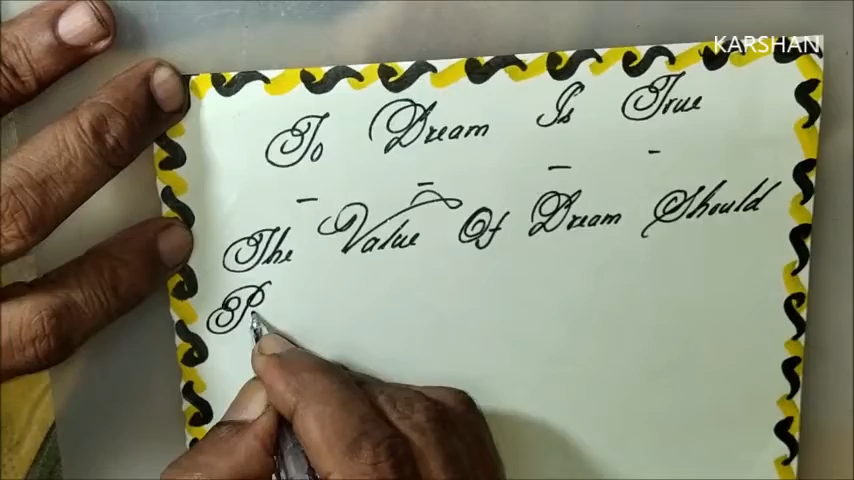 KARSHAN
To Dream Is True
The Value Of Dream Should
P